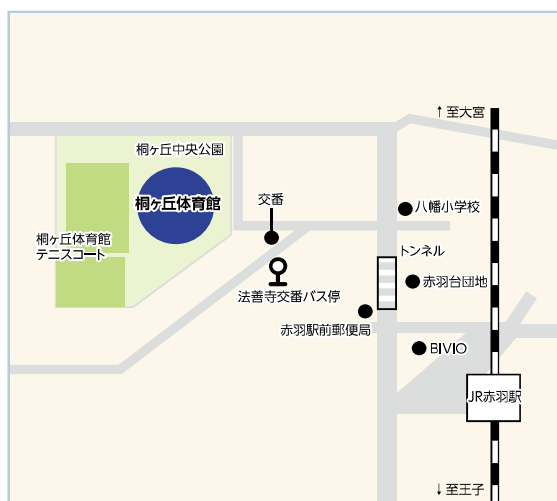 ↑至大宮
桐ヶ丘中央公園
桐ヶ丘体育館
交番
八幡小学校
桐ヶ丘体育館
テニスコート
トンネル
赤羽台団地
法善寺交番バス停
赤羽駅前郵便局
BIVIO
JR赤羽駅
↓至王子